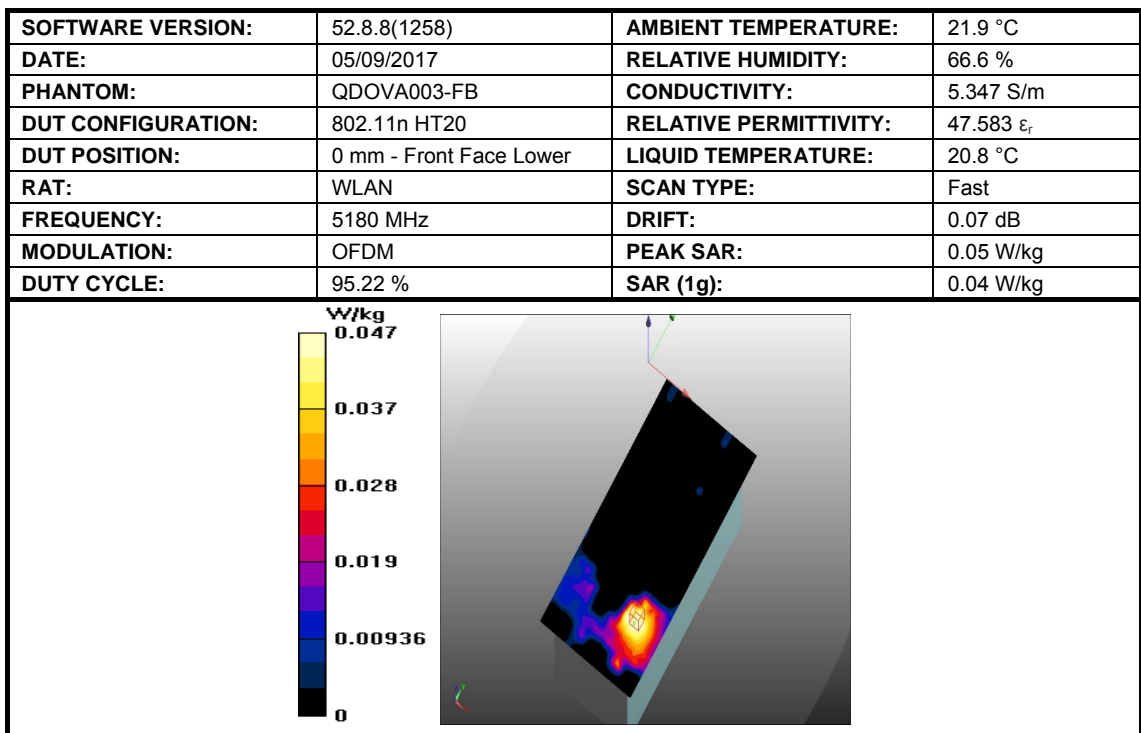 SOFTWARE VERSION: 52.8.8(1258) AMBIENT TEMPERATURE: 21.9 °C
DATE: 05/09/2017 RELATIVE HUMIDITY: 66.6 %
PHANTOM: QDOVA003-FB CONDUCTIVITY: 5.347 S/m
DUT CONFIGURATION: 802.11n HT20 RELATIVE PERMITTIVITY: 47.583 εr
DUT POSITION: 0 mm - Front Face Lower LIQUID TEMPERATURE: 20.8 °C
RAT: WLAN SCAN TYPE: Fast
FREQUENCY: 5180 MHz DRIFT: 0.07 dB
MODULATION: OFDM PEAK SAR: 0.05 W/kg
DUTY CYCLE: 95.22 % SAR (1g): 0.04 W/kg
W/kg
0.047
0.037
0.028
0.019
0.00936
0